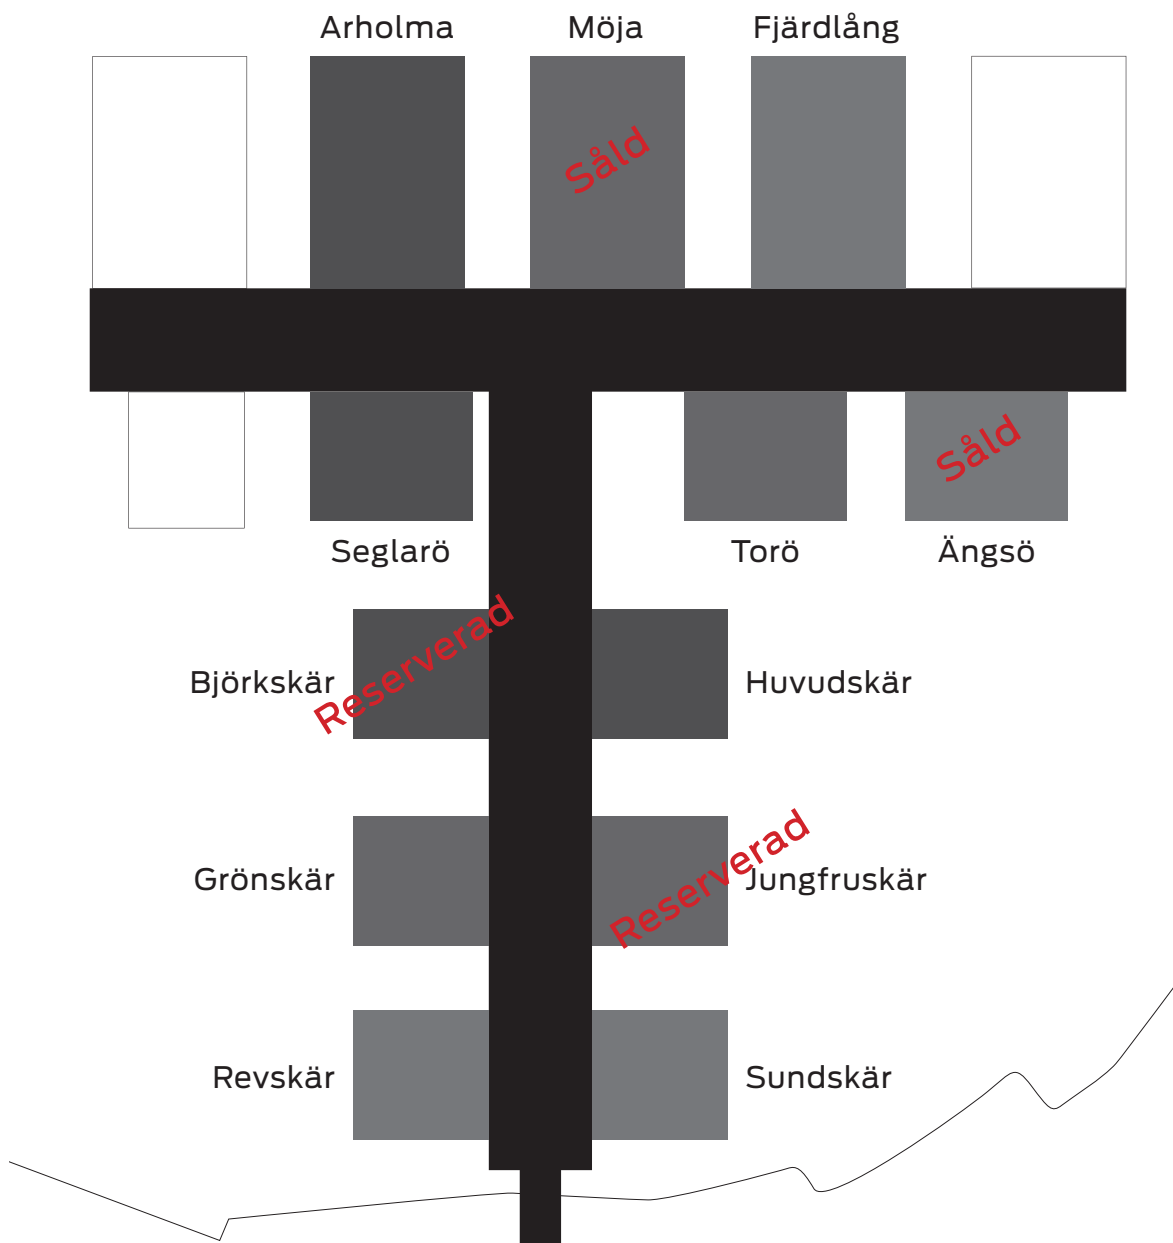 Arholma
Möja
Fjärdlång
Såld
Såld
Seglarö
Torö
Ängsö
Reserverad
Björkskär
Huvudskär
Reserverad
Grönskär
Jungfruskär
Revskär
Sundskär